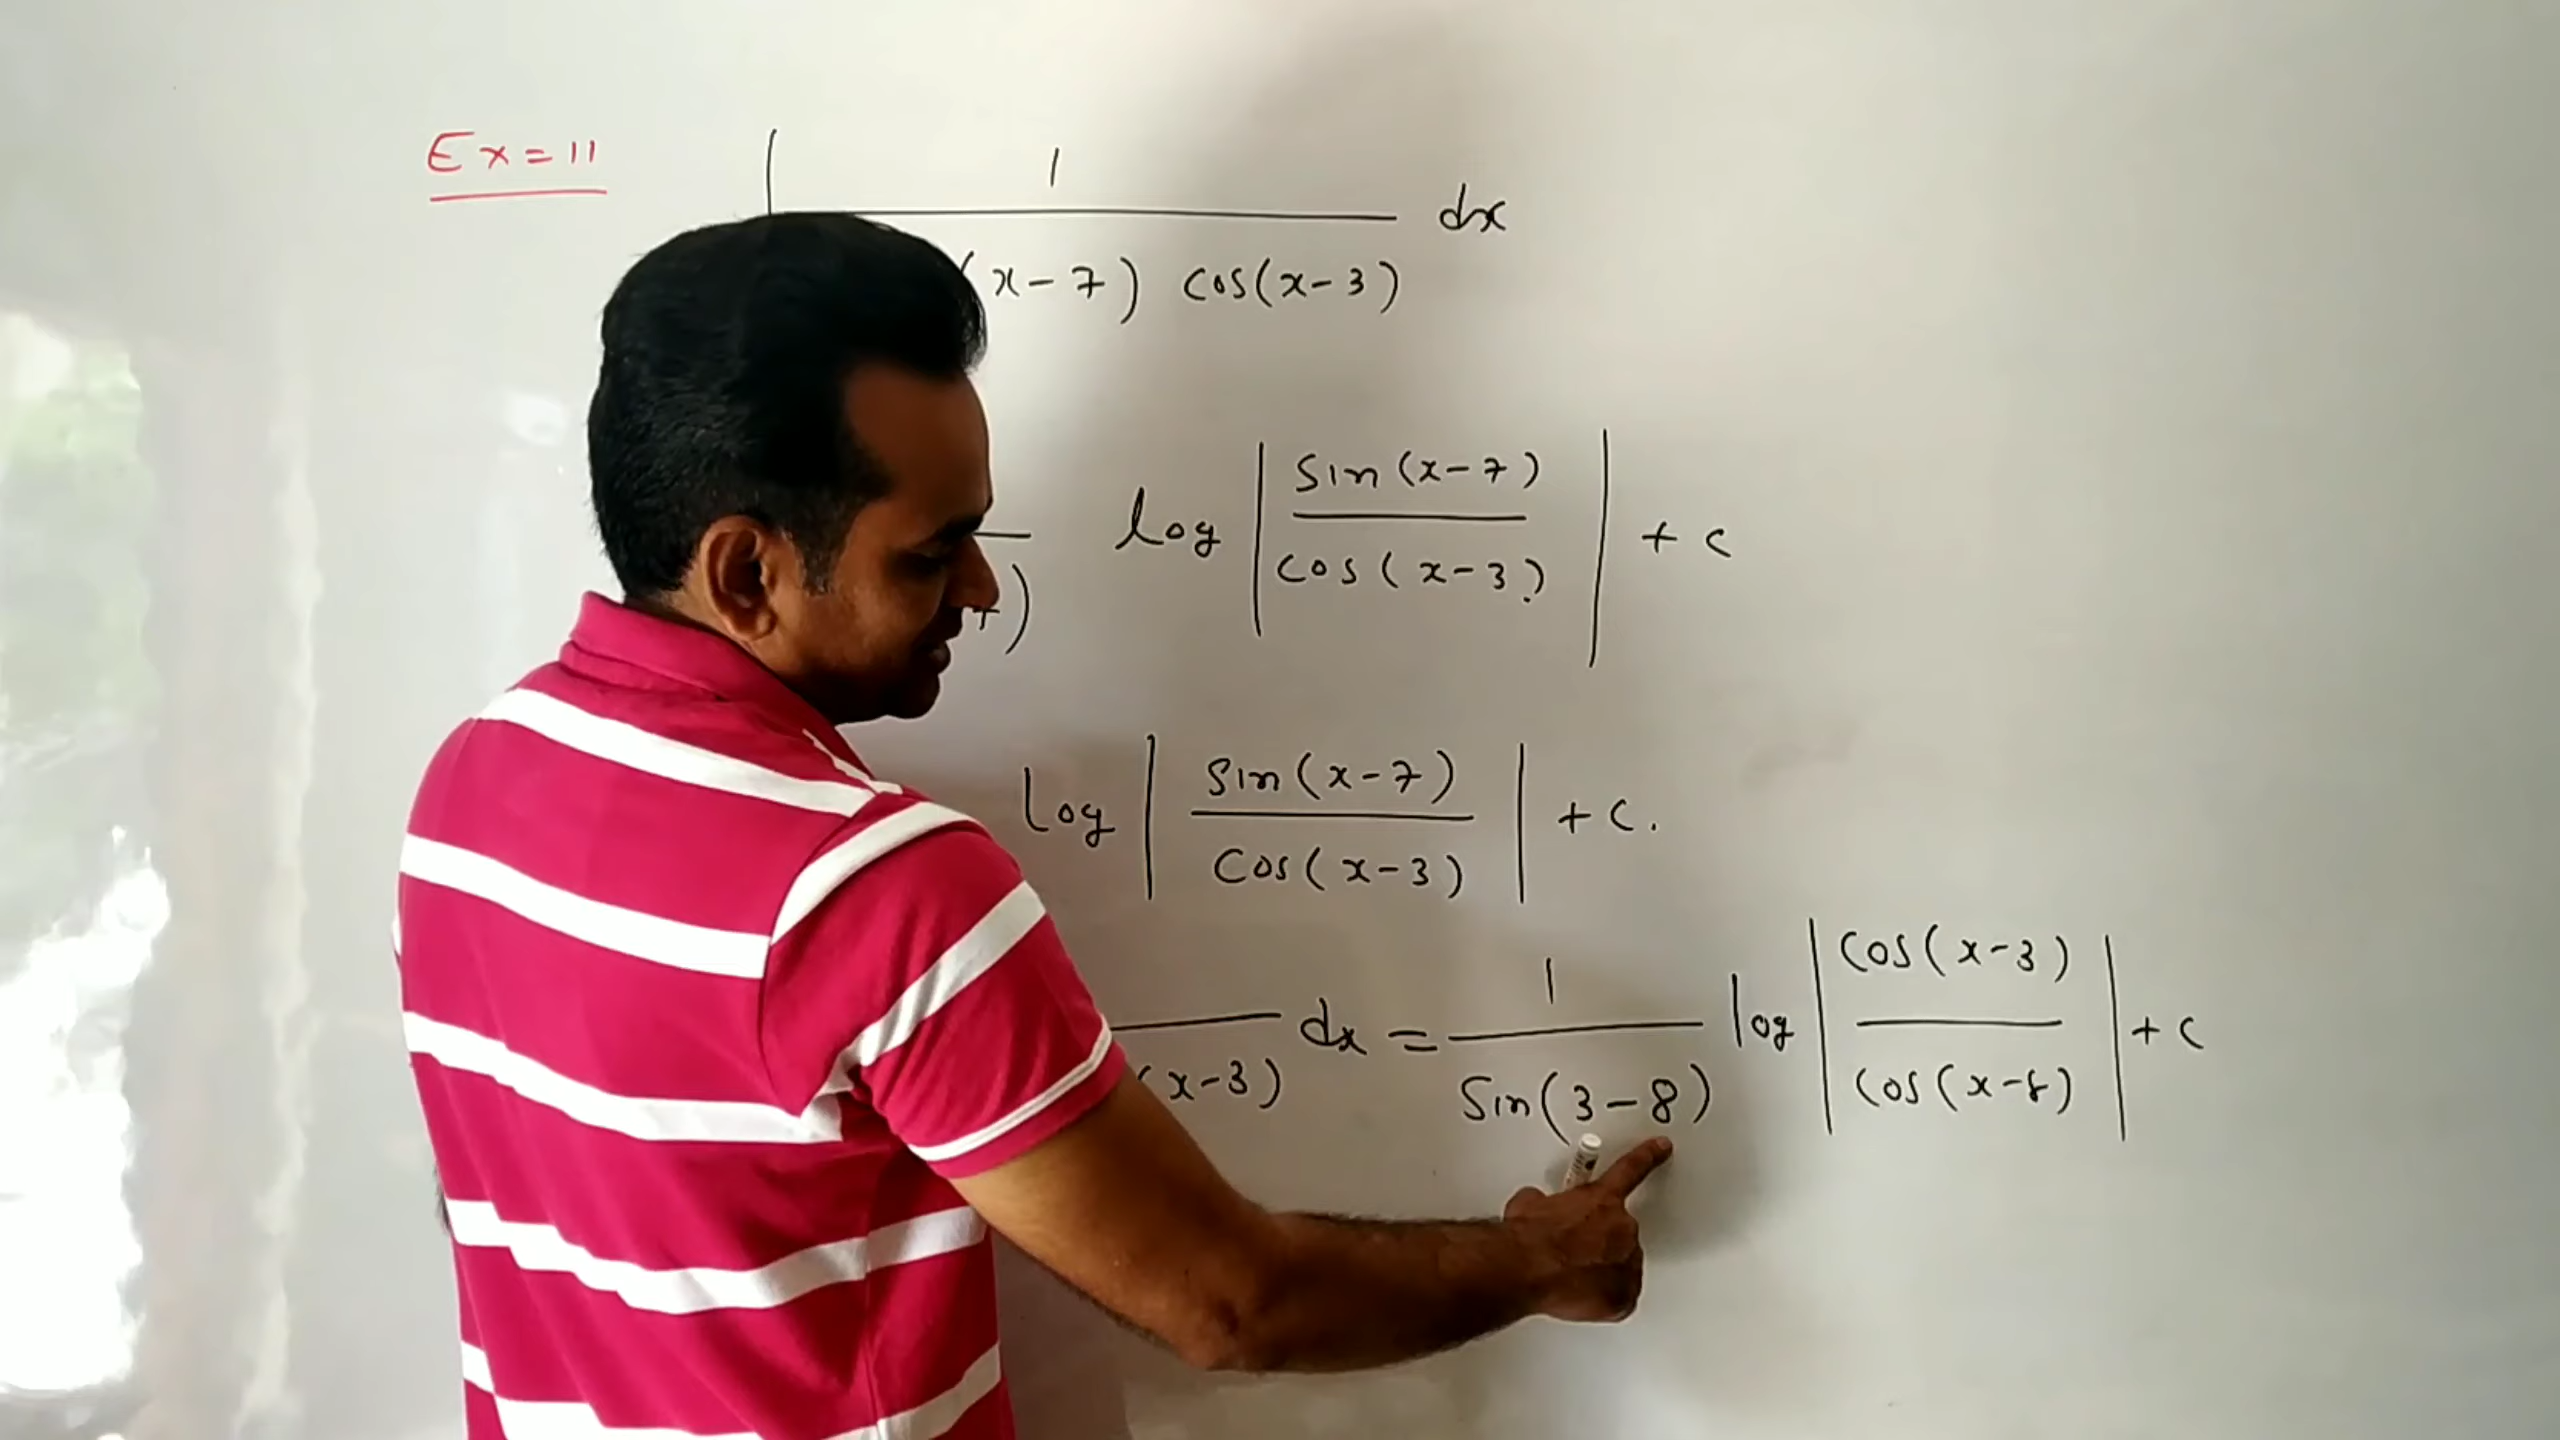 Ex = 11
1
dx
(x - 7) cos(x - 3)
log | sin(x - 7) / cos(x - 3) | + c
)
log | sin(x - 7) / cos(x - 3) | + c.
(x - 3) dx = 1 / sin(3 - 8) log | cos(x - 3) / cos(x - 8) | + c